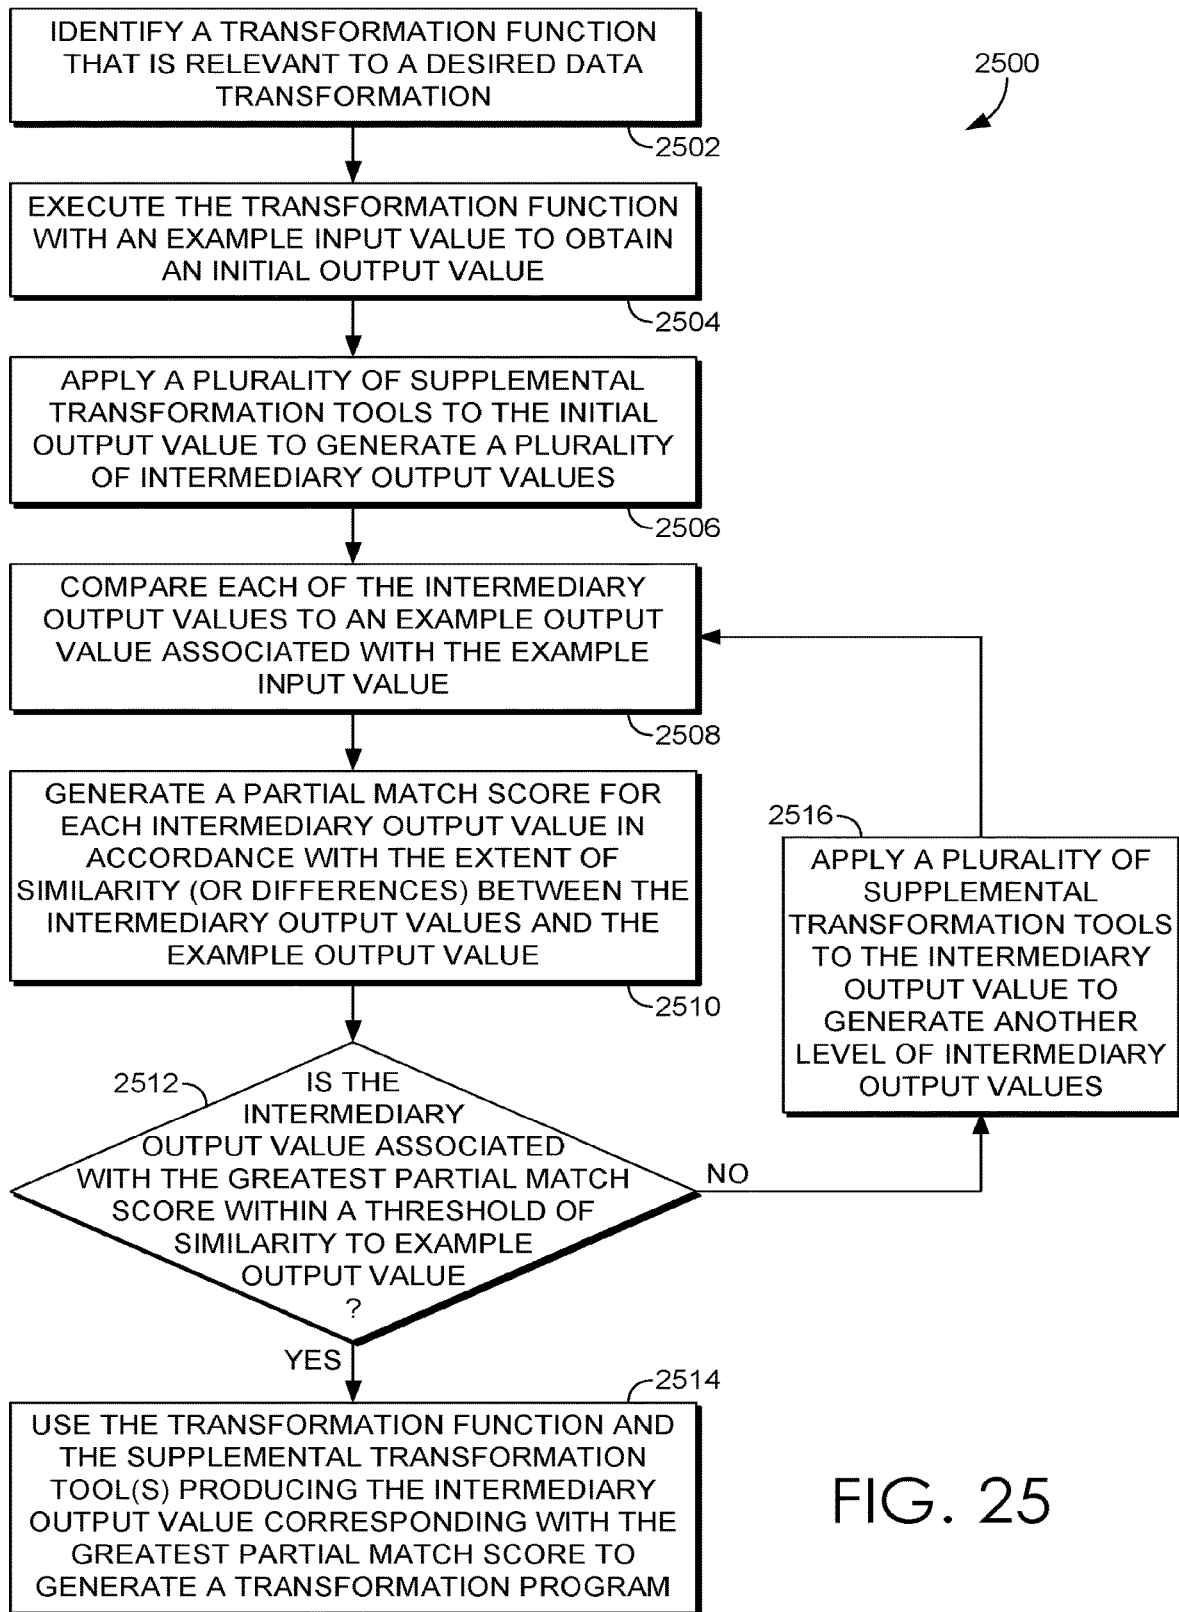 IDENTIFY A TRANSFORMATION FUNCTION
THAT IS RELEVANT TO A DESIRED DATA
TRANSFORMATION
2500
2502
EXECUTE THE TRANSFORMATION FUNCTION
WITH AN EXAMPLE INPUT VALUE TO OBTAIN
AN INITIAL OUTPUT VALUE
2504
APPLY A PLURALITY OF SUPPLEMENTAL
TRANSFORMATION TOOLS TO THE INITIAL
OUTPUT VALUE TO GENERATE A PLURALITY
OF INTERMEDIARY OUTPUT VALUES
2506
COMPARE EACH OF THE INTERMEDIARY
OUTPUT VALUES TO AN EXAMPLE OUTPUT
VALUE ASSOCIATED WITH THE EXAMPLE
INPUT VALUE
2508
GENERATE A PARTIAL MATCH SCORE FOR
EACH INTERMEDIARY OUTPUT VALUE IN
ACCORDANCE WITH THE EXTENT OF
SIMILARITY (OR DIFFERENCES) BETWEEN THE
INTERMEDIARY OUTPUT VALUES AND THE
EXAMPLE OUTPUT VALUE
2510
2516
APPLY A PLURALITY OF
SUPPLEMENTAL
TRANSFORMATION TOOLS
TO THE INTERMEDIARY
OUTPUT VALUE TO
GENERATE ANOTHER
LEVEL OF INTERMEDIARY
OUTPUT VALUES
2512
IS THE
INTERMEDIARY
OUTPUT VALUE ASSOCIATED
WITH THE GREATEST PARTIAL MATCH
SCORE WITHIN A THRESHOLD OF
SIMILARITY TO EXAMPLE
OUTPUT VALUE
?
NO
YES
2514
USE THE TRANSFORMATION FUNCTION AND
THE SUPPLEMENTAL TRANSFORMATION
TOOL(S) PRODUCING THE INTERMEDIARY
OUTPUT VALUE CORRESPONDING WITH THE
GREATEST PARTIAL MATCH SCORE TO
GENERATE A TRANSFORMATION PROGRAM
FIG. 25